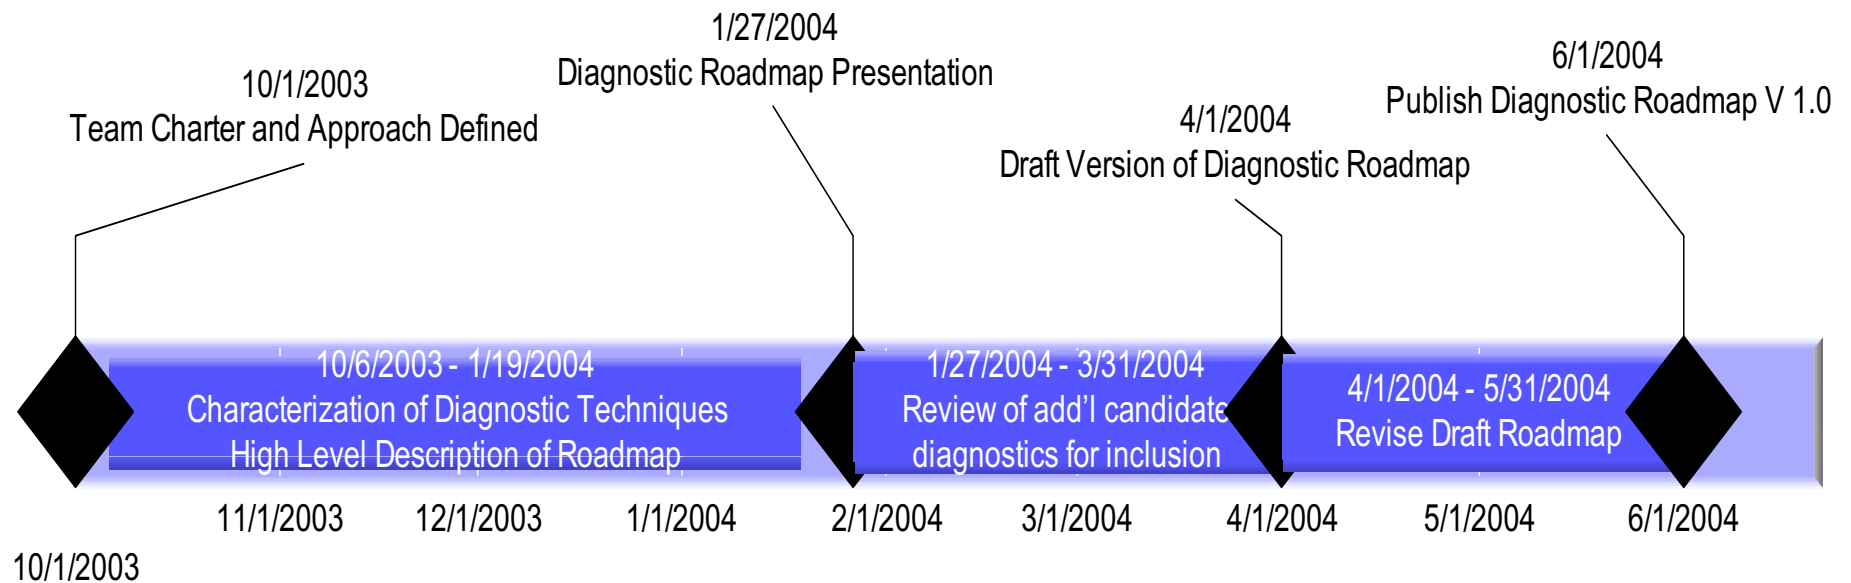 1/27/2004
Diagnostic Roadmap Presentation
6/1/2004
Publish Diagnostic Roadmap V 1.0
10/1/2003
Team Charter and Approach Defined
4/1/2004
Draft Version of Diagnostic Roadmap
10/6/2003 - 1/19/2004
Characterization of Diagnostic Techniques
High Level Description of Roadmap
1/27/2004 - 3/31/2004
Review of add’l candidate
diagnostics for inclusion
4/1/2004 - 5/31/2004
Revise Draft Roadmap
11/1/2003
12/1/2003
1/1/2004
2/1/2004
3/1/2004
4/1/2004
5/1/2004
6/1/2004
10/1/2003